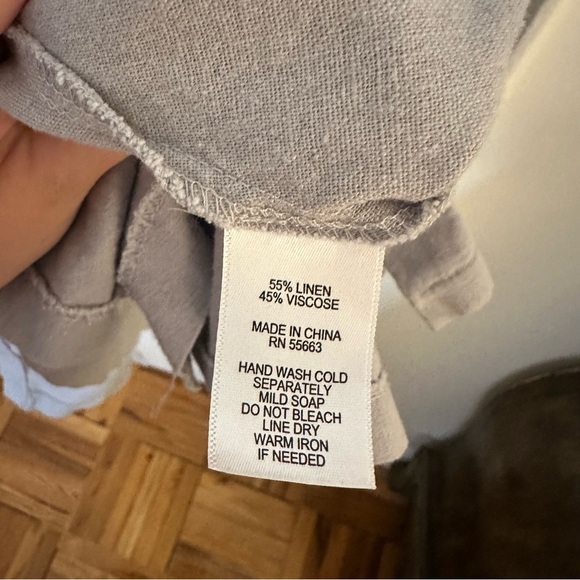 55% LINEN
45% VISCOSE
MADE IN CHINA
RN 55663
HAND WASH COLD
SEPARATELY
MILD SOAP
DO NOT BLEACH
LINE DRY
WARM IRON
IF NEEDED